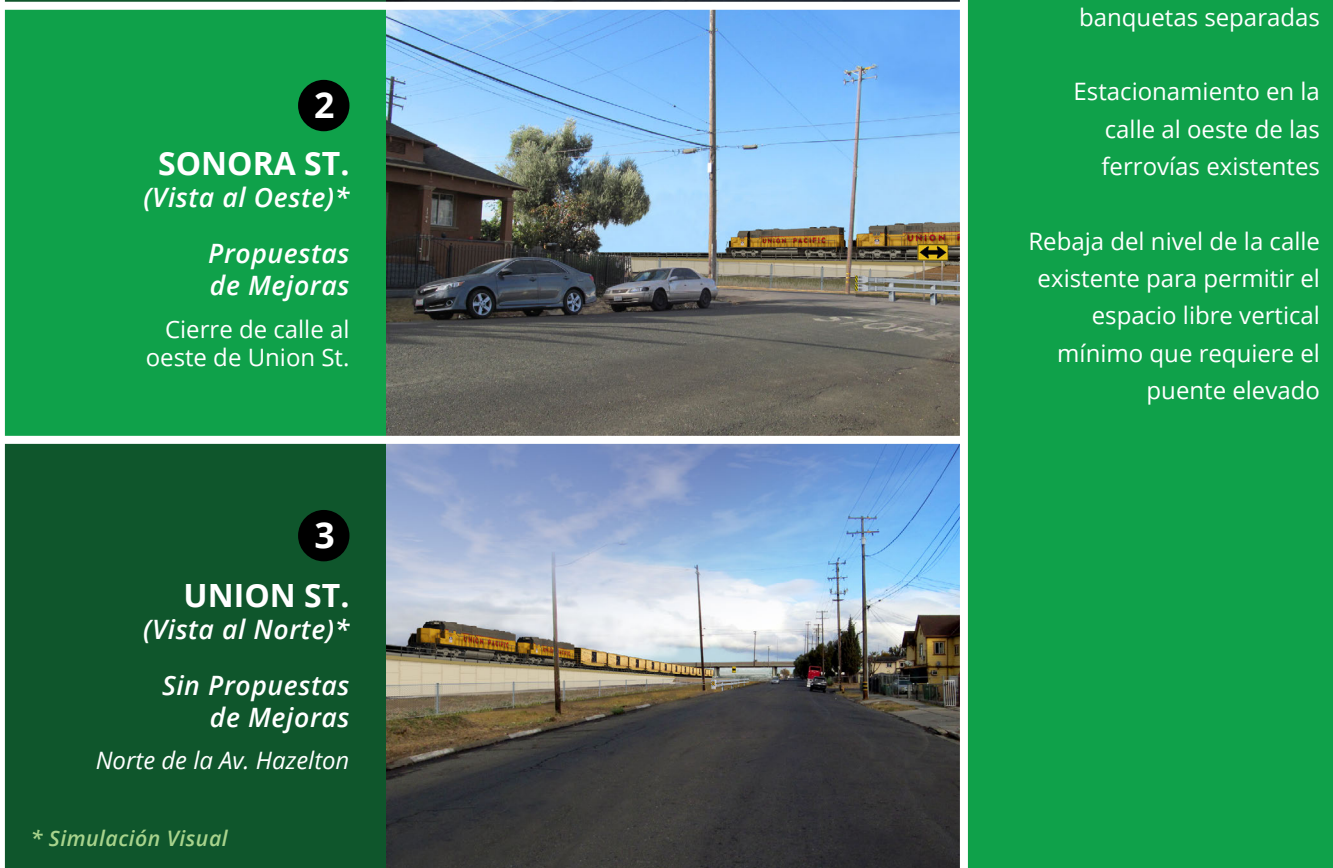 2
SONORA ST.
(Vista al Oeste)*
Propuestas
de Mejoras
Cierre de calle al
oeste de Union St.
UNION PACIFIC
UNION P
STOP
3
UNION ST.
(Vista al Norte)*
Sin Propuestas
de Mejoras
Norte de la Av. Hazelton
* Simulación Visual
UNION PACIFIC
banquetas separadas
Estacionamiento en la
calle al oeste de las
ferrovías existentes
Rebaja del nivel de la calle
existente para permitir el
espacio libre vertical
mínimo que requiere el
puente elevado